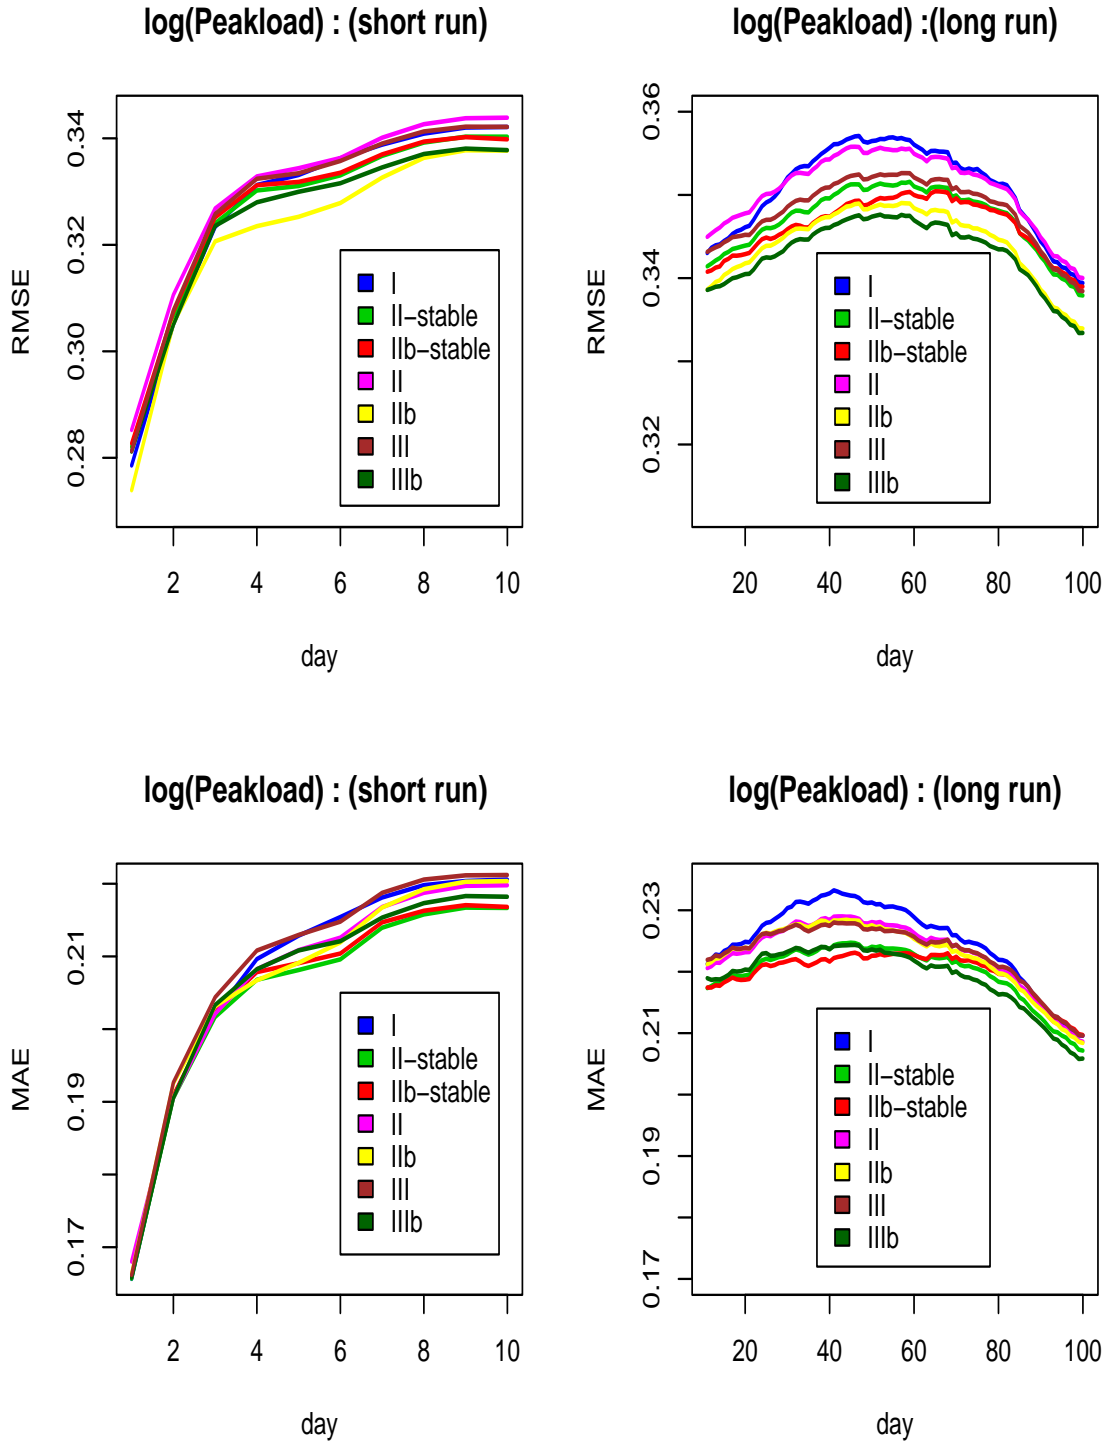 log(Peakload) : (short run)
RMSE
0.34
0.32
0.30
0.28
I
II−stable
IIb−stable
II
IIb
III
IIIb
2 4 6 8 10
day
log(Peakload) :(long run)
RMSE
0.36
0.34
0.32
I
II−stable
IIb−stable
II
IIb
III
IIIb
20 40 60 80 100
day
log(Peakload) : (short run)
MAE
0.21
0.19
0.17
I
II−stable
IIb−stable
II
IIb
III
IIIb
2 4 6 8 10
day
log(Peakload) : (long run)
MAE
0.23
0.21
0.19
0.17
I
II−stable
IIb−stable
II
IIb
III
IIIb
20 40 60 80 100
day